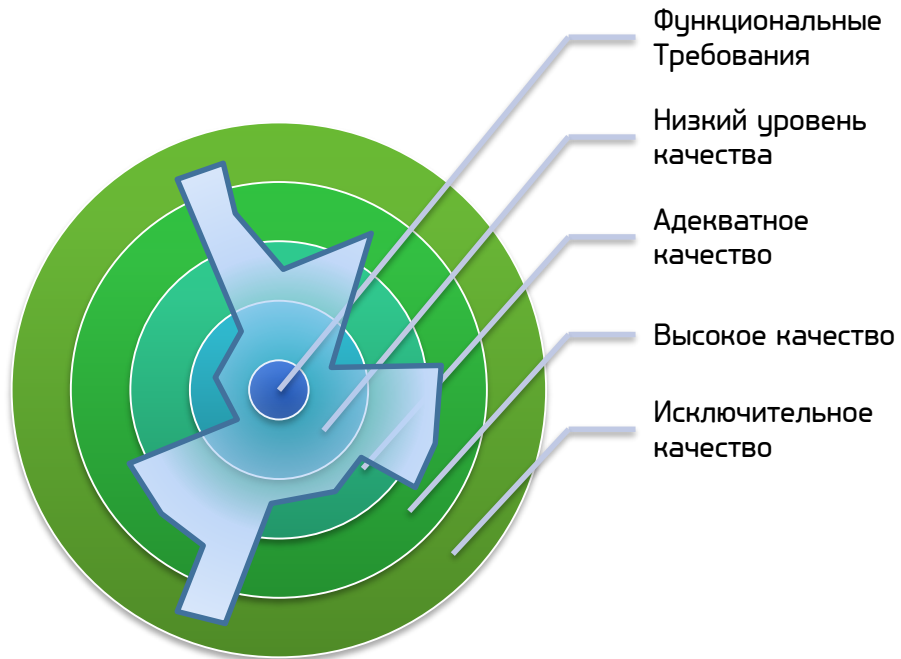 Функциональные
Требования
Низкий уровень
качества
Адекватное
качество
Высокое качество
Исключительное
качество